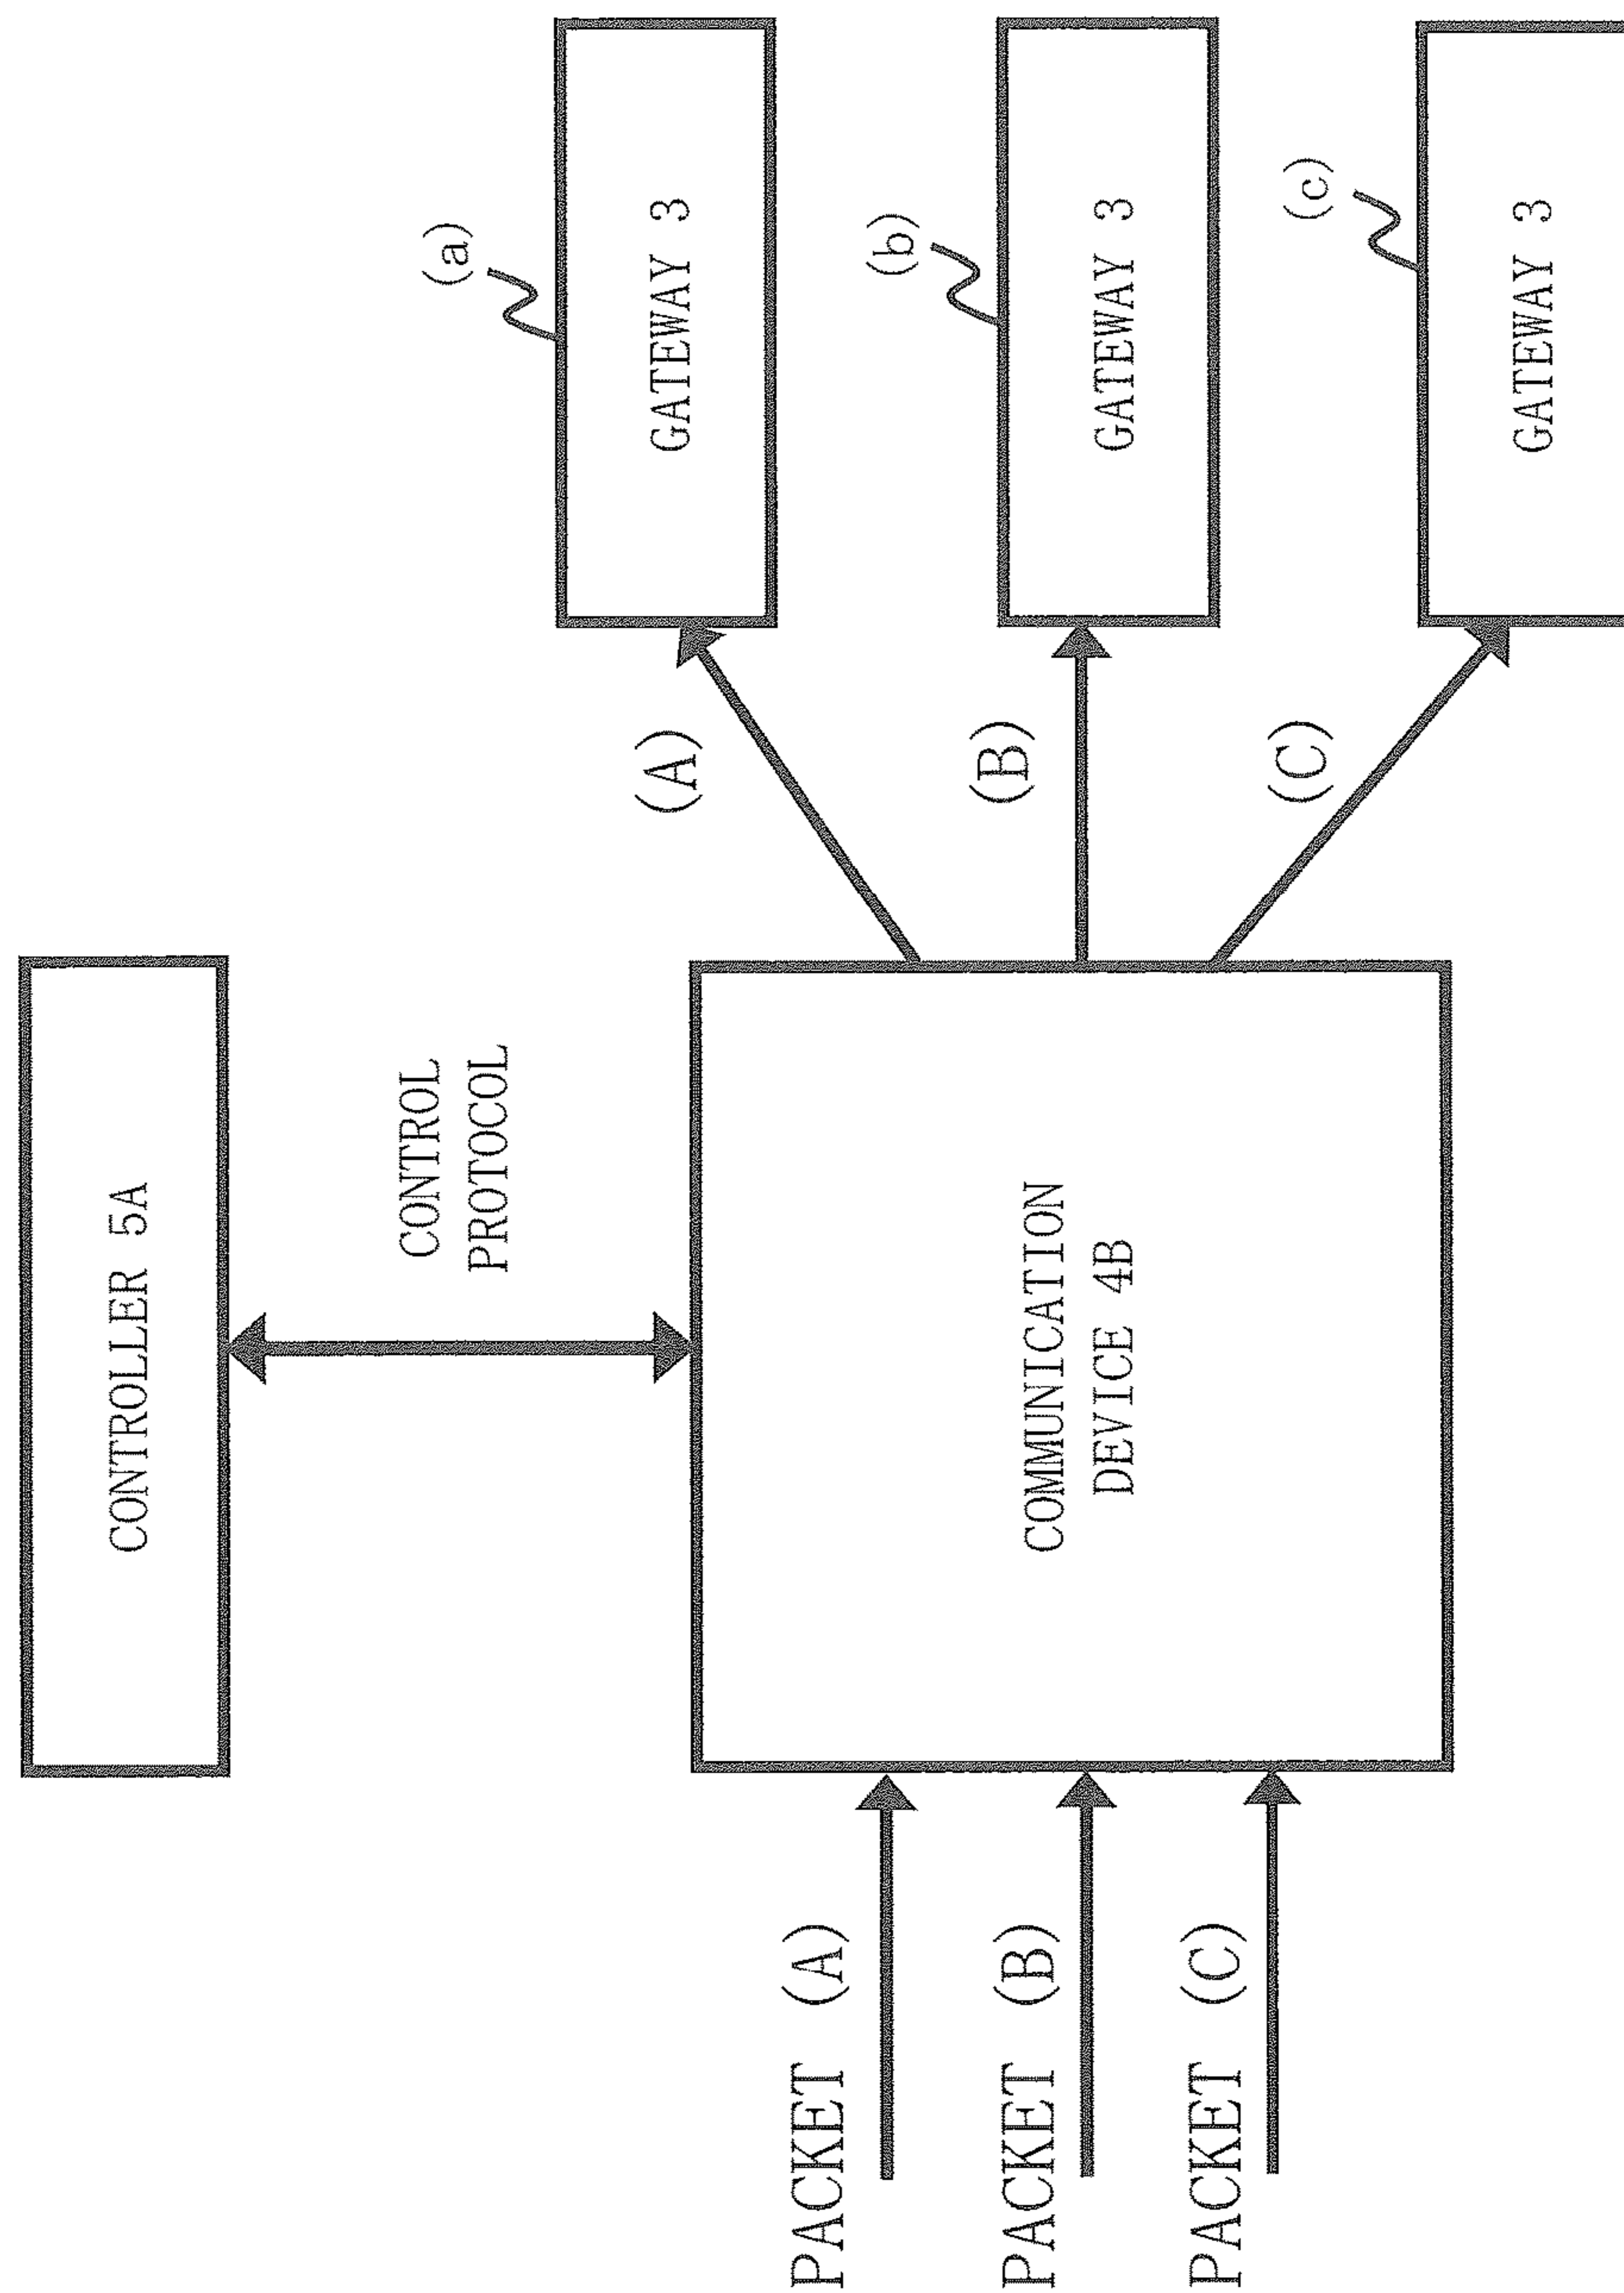 CONTROLLER 5A
CONTROL
PROTOCOL
(a)
GATEWAY 3
(A)
PACKET (A)
COMMUNICATION
DEVICE 4B
(b)
GATEWAY 3
(B)
PACKET (B)
(c)
GATEWAY 3
(C)
PACKET (C)